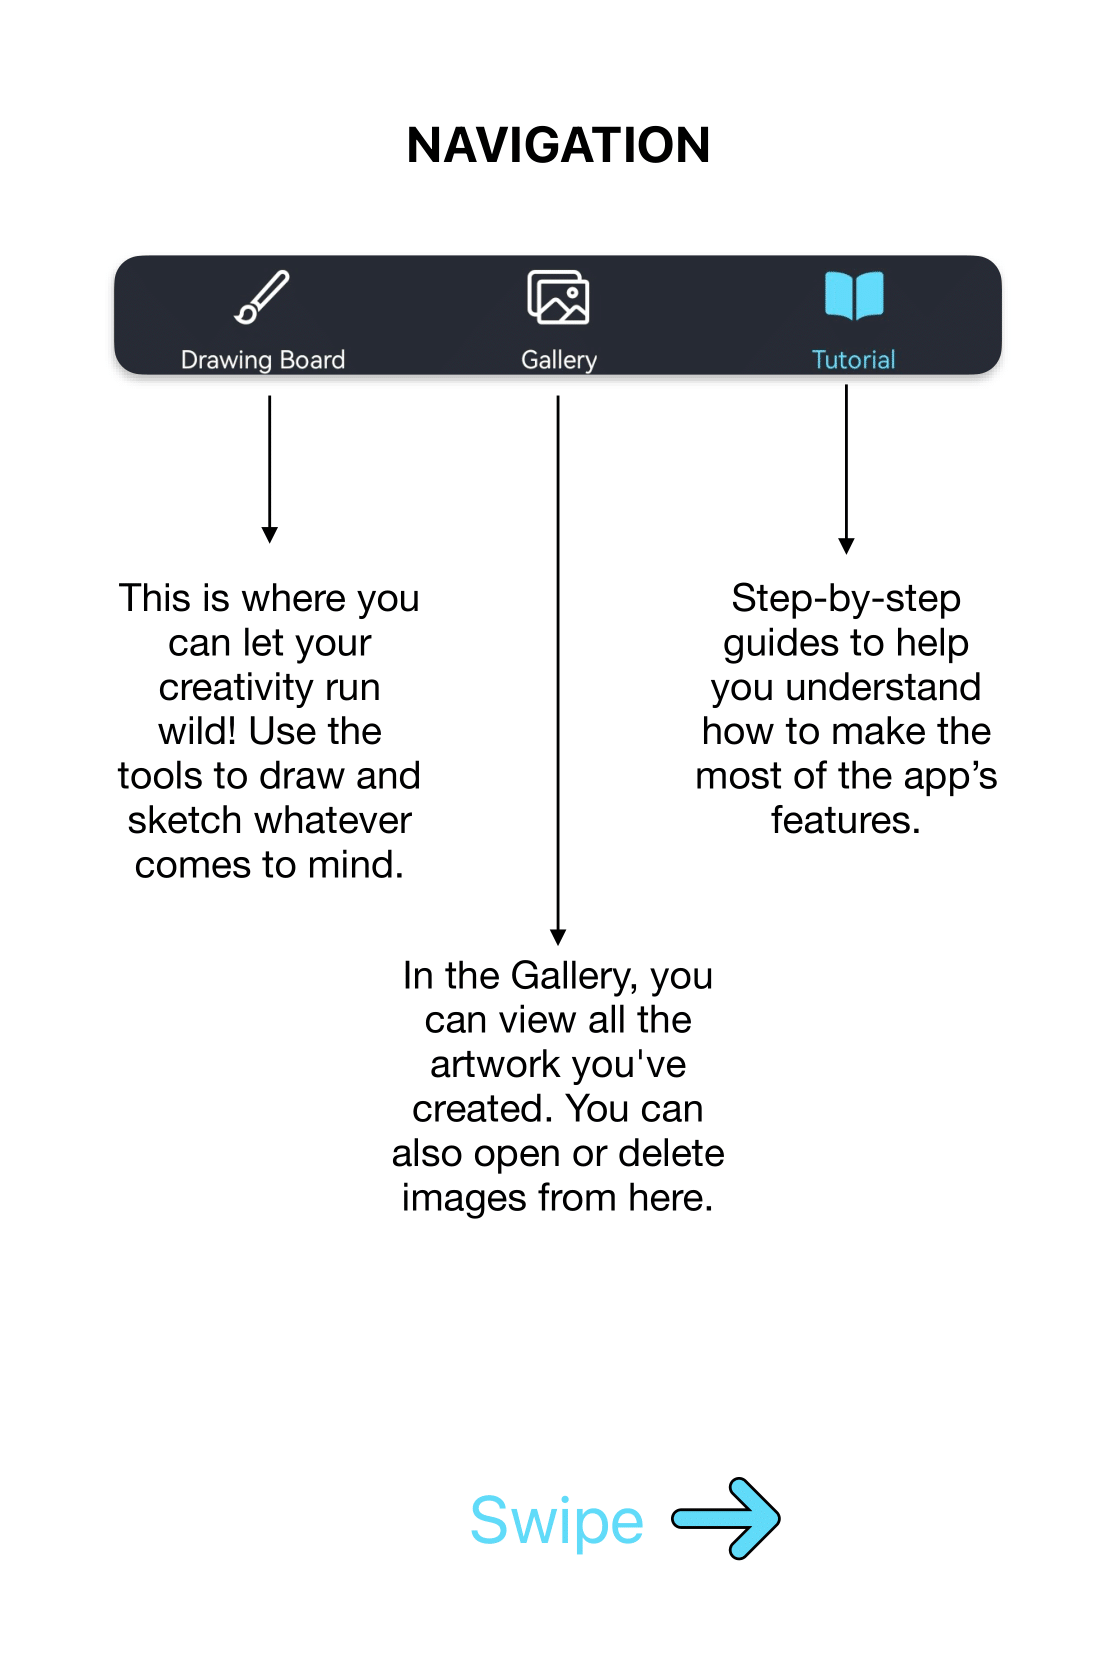 NAVIGATION
Drawing Board
Gallery
Tutorial
This is where you
can let your
creativity run
wild! Use the
tools to draw and
sketch whatever
comes to mind.
Step-by-step
guides to help
you understand
how to make the
most of the app’s
features.
In the Gallery, you
can view all the
artwork you've
created. You can
also open or delete
images from here.
Swipe